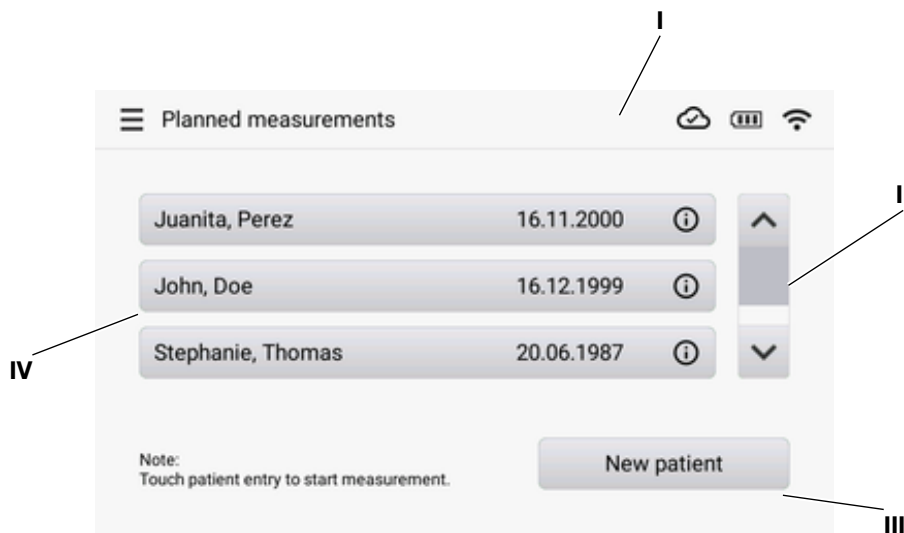 I
Planned measurements
I
Juanita, Perez 16.11.2000
John, Doe 16.12.1999
IV
Stephanie, Thomas 20.06.1987
Note:
Touch patient entry to start measurement.
New patient
III